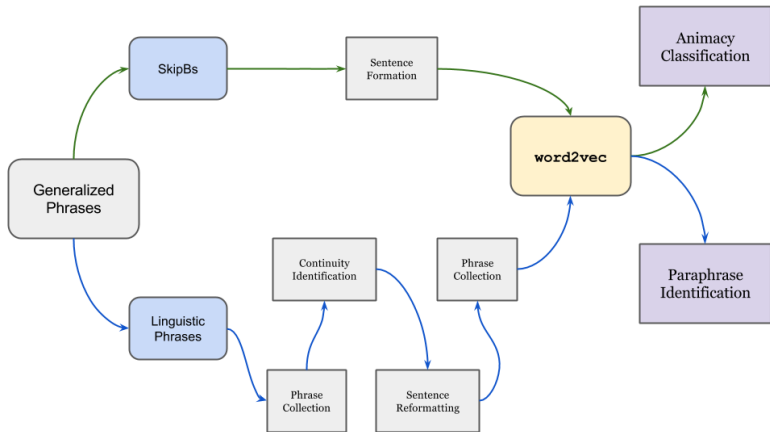 Animacy
Classification
SkipBs
Sentence
Formation
word2vec
Generalized
Phrases
Continuity
Identification
Phrase
Collection
Paraphrase
Identification
Linguistic
Phrases
Phrase
Collection
Sentence
Reformatting